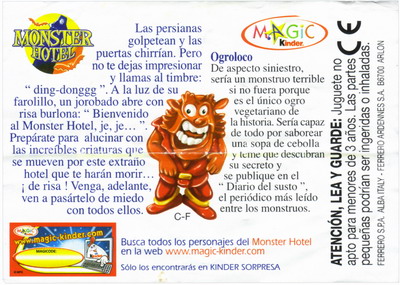 MONSTER
HOTEL
Las persianas
golpetean y las
puertas chirrían. Pero
no te dejas impresionar
y llamas al timbre:
“ ding-donggg ”. A la luz de su
farolillo, un jorobado abre con
risa burlona: “ Bienvenido
al Monster Hotel, je, je... ”.
Prepárate para alucinar con
las increíbles criaturas que
se mueven por este extraño
hotel que te harán morir...
¡ de risa ! Venga, adelante,
ven a pasártelo de miedo
con todos ellos.
C-F
MAGiC
Kinder.
Ogroloco
De aspecto siniestro,
sería un monstruo terrible
si no fuera porque
es el único ogro
vegetariano de
la historia. Sería capaz
de todo por saborear
una sopa de cebolla
y teme que descubran
su secreto y
se publique en el
“ Diario del susto ”,
el periódico más leído
entre los monstruos.
MAGiC
Kinder
www.magic-kinder.com
MAGICODE
Busca todos los personajes del Monster Hotel
en la web www.magic-kinder.com
Sólo los encontrarás en KINDER SORPRESA
CE
ATENCIÓN, LEA Y GUARDE: Juguete no
apto para menores de 3 años. Las partes
pequeñas podrían ser ingeridas o inhaladas.
FERRERO S.P.A. ALBA ITALY - FERRERO ARDENNES S.A. B6700 ARLON